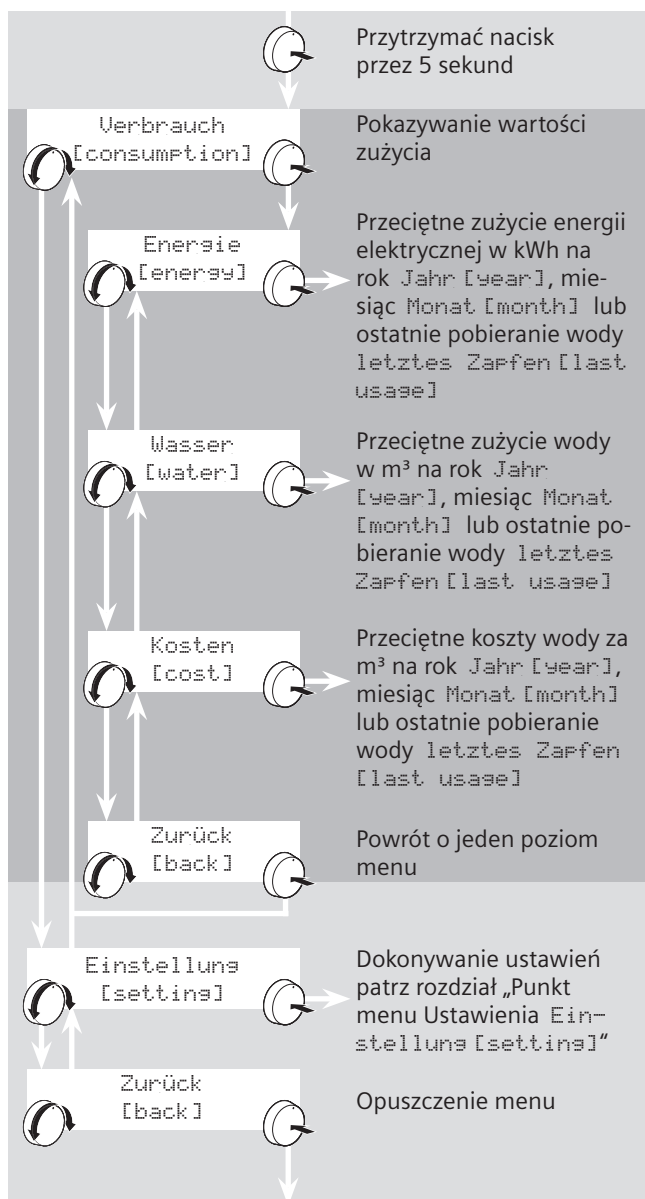 Przytrzymać nacisk
przez 5 sekund
Verbrauch
[consumption]
Pokazywanie wartości
zużycia
Energie
[energy]
Przeciętne zużycie energii
elektrycznej w kWh na
rok Jahr [year], mie-
siąc Monat [month] lub
ostatnie pobieranie wody
letztes Zapfen [last
usage]
Wasser
[water]
Przeciętne zużycie wody
w m³ na rok Jahr
[year], miesiąc Monat
[month] lub ostatnie po-
bieranie wody letztes
Zapfen [last usage]
Kosten
[cost]
Przeciętne koszty wody za
m³ na rok Jahr [year],
miesiąc Monat [month]
lub ostatnie pobieranie
wody letztes Zapfen
[last usage]
Zurück
[back]
Powrót o jeden poziom
menu
Einstellung
[setting]
Dokonywanie ustawień
patrz rozdział „Punkt
menu Ustawienia Ein-
stellung [setting]“
Zurück
[back]
Opuszczenie menu